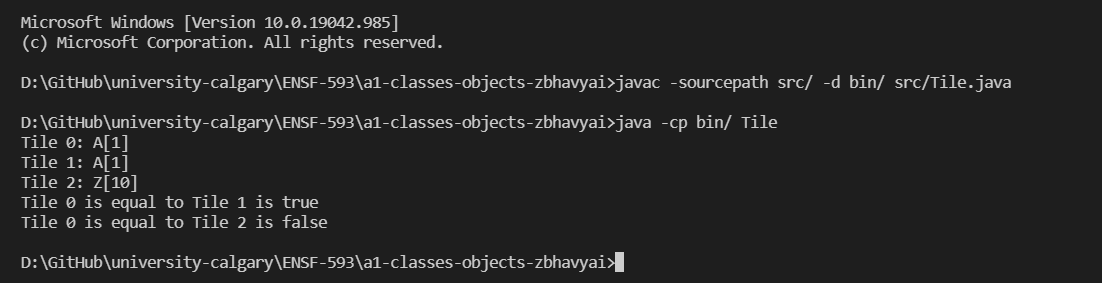 Microsoft Windows [Version 10.0.19042.985]
(c) Microsoft Corporation. All rights reserved.
D:\GitHub\university-calgary\ENSF-593\a1-classes-objects-zbhavyai>javac -sourcepath src/ -d bin/ src/Tile.java
D:\GitHub\university-calgary\ENSF-593\a1-classes-objects-zbhavyai>java -cp bin/ Tile
Tile 0: A[1]
Tile 1: A[1]
Tile 2: Z[10]
Tile 0 is equal to Tile 1 is true
Tile 0 is equal to Tile 2 is false
D:\GitHub\university-calgary\ENSF-593\a1-classes-objects-zbhavyai>